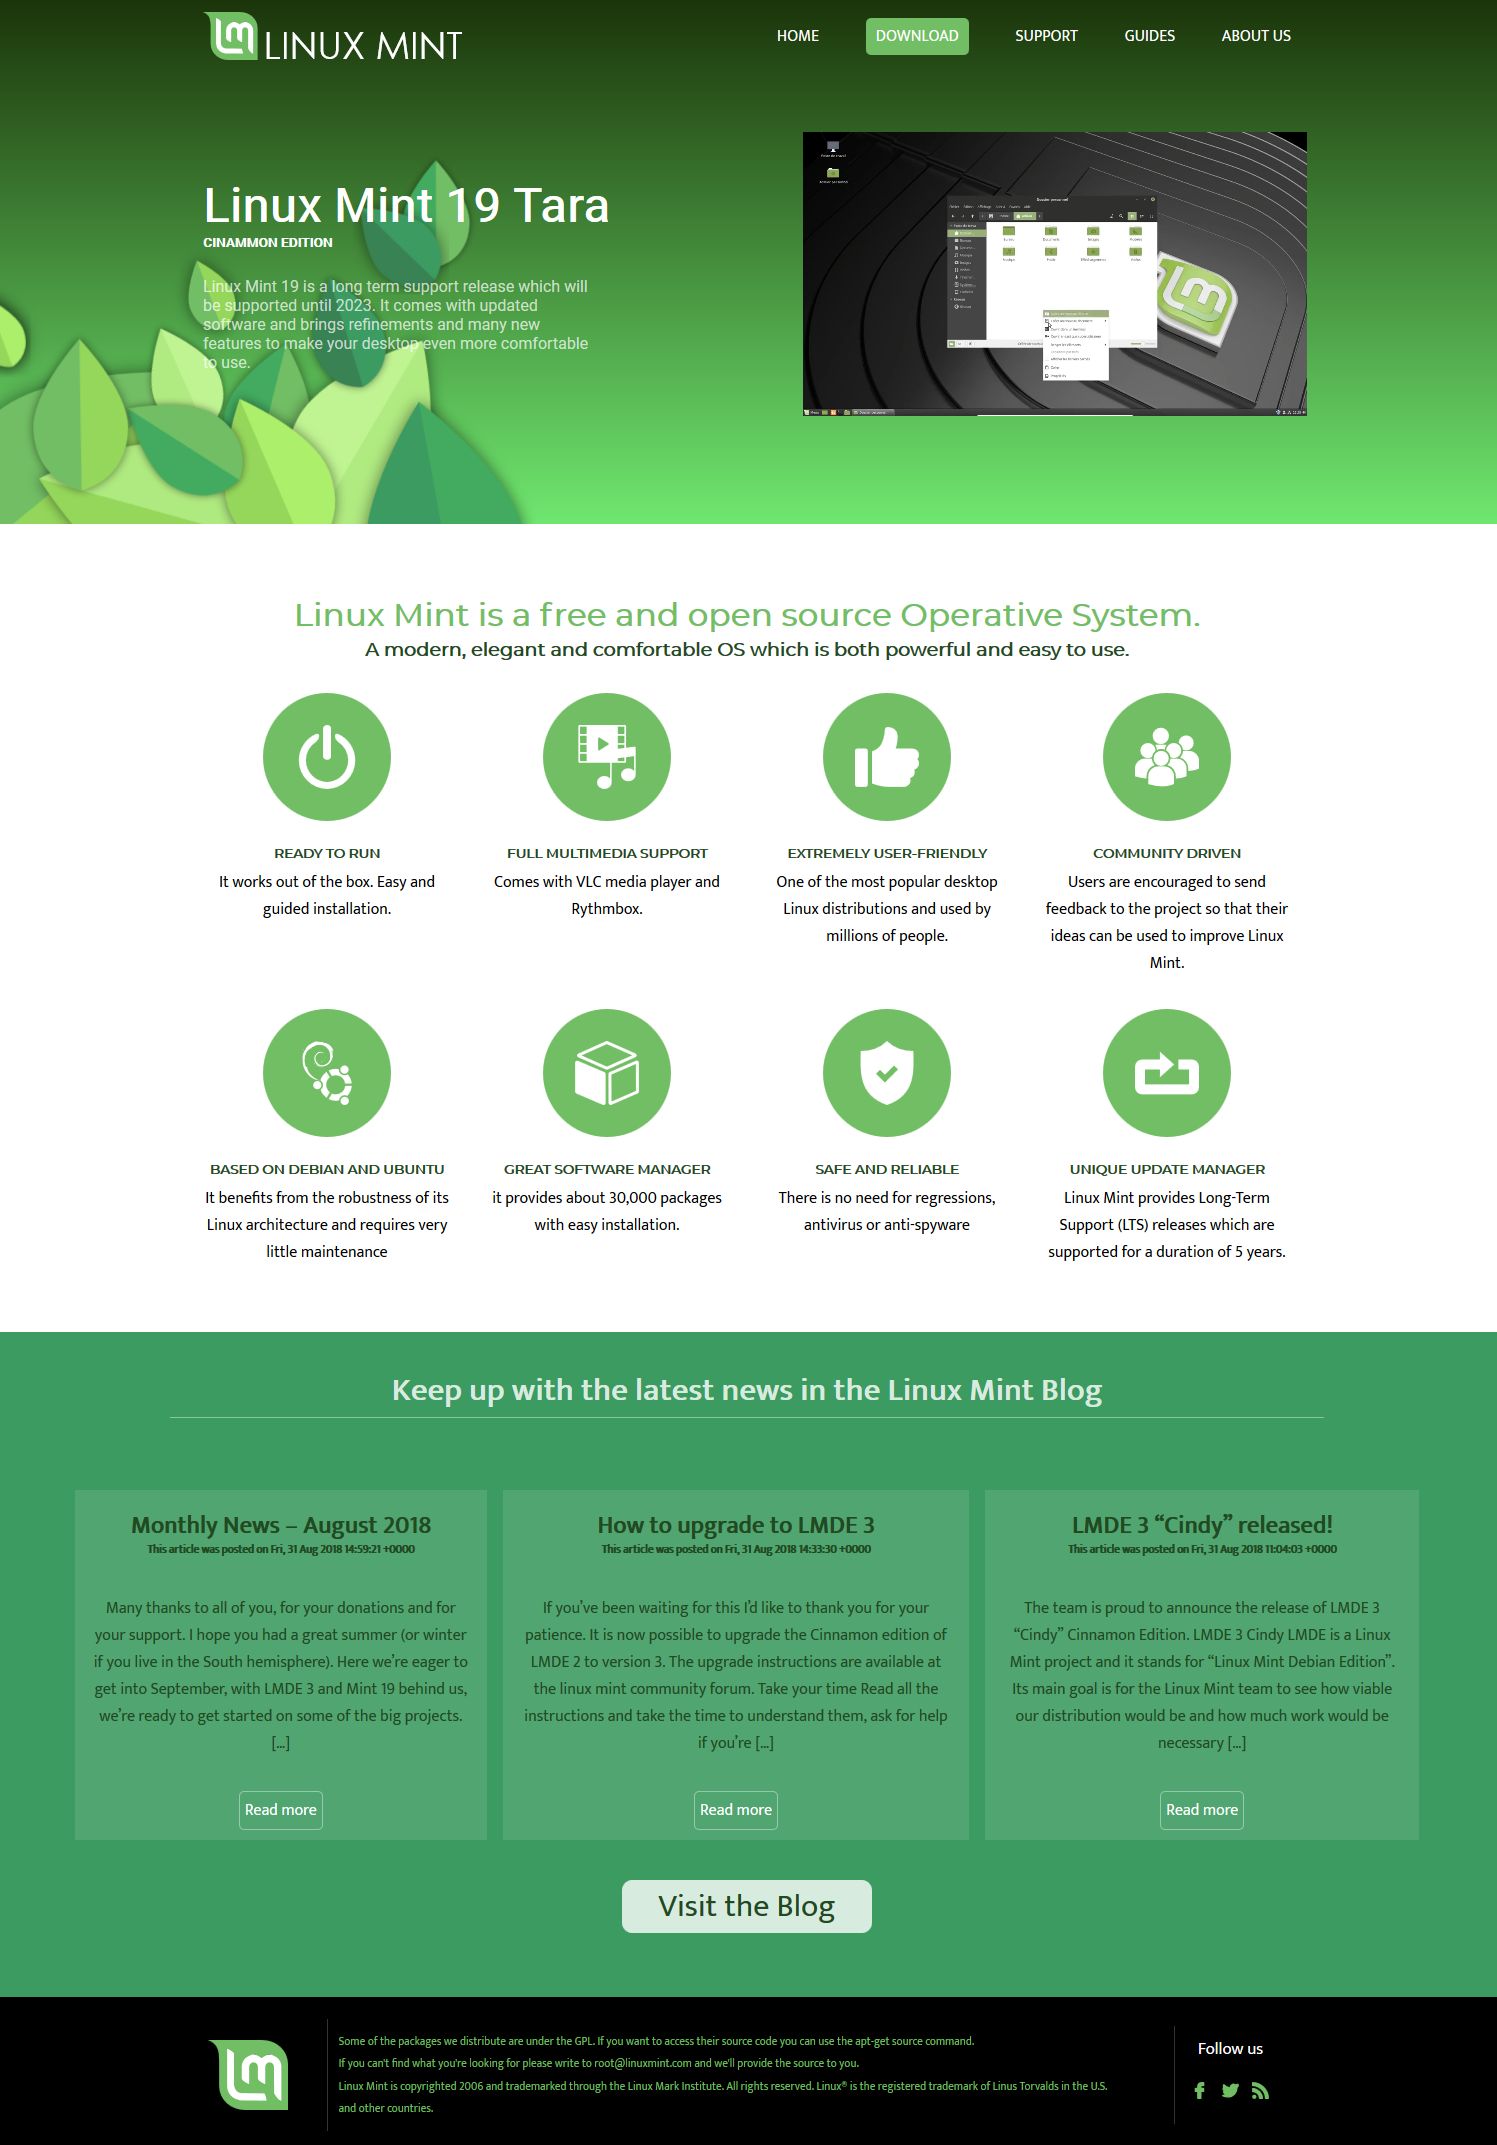 LINUX MINT
HOME
DOWNLOAD
SUPPORT
GUIDES
ABOUT US
Linux Mint 19 Tara
CINAMMON EDITION
Linux Mint 19 is a long term support release which will
be supported until 2023. It comes with updated
software and brings refinements and many new
features to make your desktop even more comfortable
to use.
Linux Mint is a free and open source Operative System.
A modern, elegant and comfortable OS which is both powerful and easy to use.
READY TO RUN
It works out of the box. Easy and
guided installation.
FULL MULTIMEDIA SUPPORT
Comes with VLC media player and
Rythmbox.
EXTREMELY USER-FRIENDLY
One of the most popular desktop
Linux distributions and used by
millions of people.
COMMUNITY DRIVEN
Users are encouraged to send
feedback to the project so that their
ideas can be used to improve Linux
Mint.
BASED ON DEBIAN AND UBUNTU
It benefits from the robustness of its
Linux architecture and requires very
little maintenance
GREAT SOFTWARE MANAGER
it provides about 30,000 packages
with easy installation.
SAFE AND RELIABLE
There is no need for regressions,
antivirus or anti-spyware
UNIQUE UPDATE MANAGER
Linux Mint provides Long-Term
Support (LTS) releases which are
supported for a duration of 5 years.
Keep up with the latest news in the Linux Mint Blog
Monthly News – August 2018
This article was posted on Fri, 31 Aug 2018 14:59:21 +0000
Many thanks to all of you, for your donations and for
your support. I hope you had a great summer (or winter
if you live in the South hemisphere). Here we’re eager to
get into September, with LMDE 3 and Mint 19 behind us,
we’re ready to get started on some of the big projects.
[…]
Read more
How to upgrade to LMDE 3
This article was posted on Fri, 31 Aug 2018 14:33:30 +0000
If you’ve been waiting for this I’d like to thank you for your
patience. It is now possible to upgrade the Cinnamon edition of
LMDE 2 to version 3. The upgrade instructions are available at
the linux mint community forum. Take your time Read all the
instructions and take the time to understand them, ask for help
if you’re […]
Read more
LMDE 3 “Cindy” released!
This article was posted on Fri, 31 Aug 2018 11:04:03 +0000
The team is proud to announce the release of LMDE 3
“Cindy” Cinnamon Edition. LMDE 3 Cindy LMDE is a Linux
Mint project and it stands for “Linux Mint Debian Edition”.
Its main goal is for the Linux Mint team to see how viable
our distribution would be and how much work would be
necessary […]
Read more
Visit the Blog
Some of the packages we distribute are under the GPL. If you want to access their source code you can use the apt-get source command.
If you can't find what you're looking for please write to root@linuxmint.com and we'll provide the source to you.
Linux Mint is copyrighted 2006 and trademarked through the Linux Mark Institute. All rights reserved. Linux® is the registered trademark of Linus Torvalds in the U.S.
and other countries.
Follow us